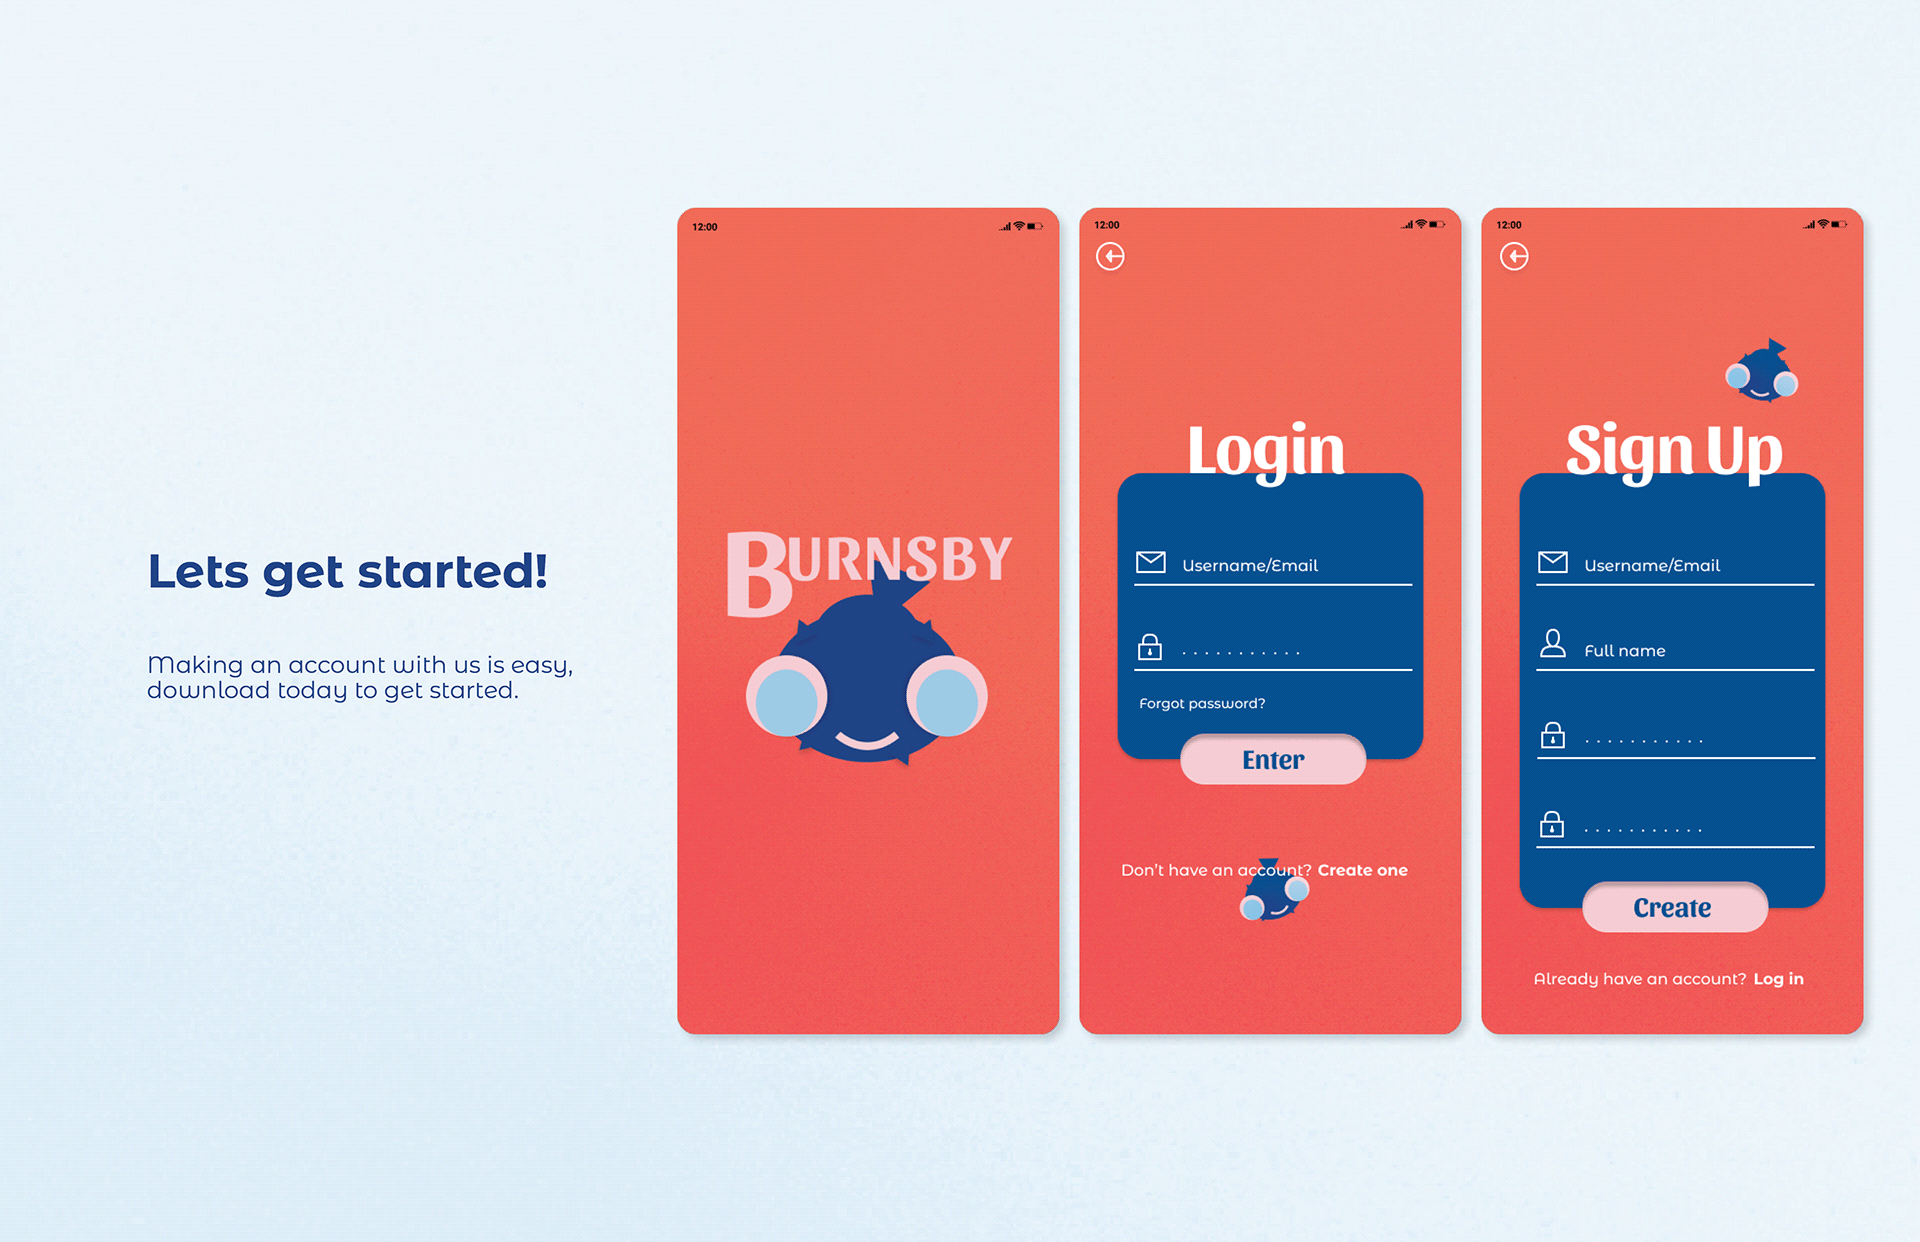 Lets get started!
Making an account with us is easy,
download today to get started.
12:00
BURNSBY
12:00
Login
Username/Email
. . . . . . . . . . .
Forgot password?
Enter
Don't have an account? Create one
12:00
Sign Up
Username/Email
Full name
. . . . . . . . . . .
. . . . . . . . . . .
Create
Already have an account? Log in